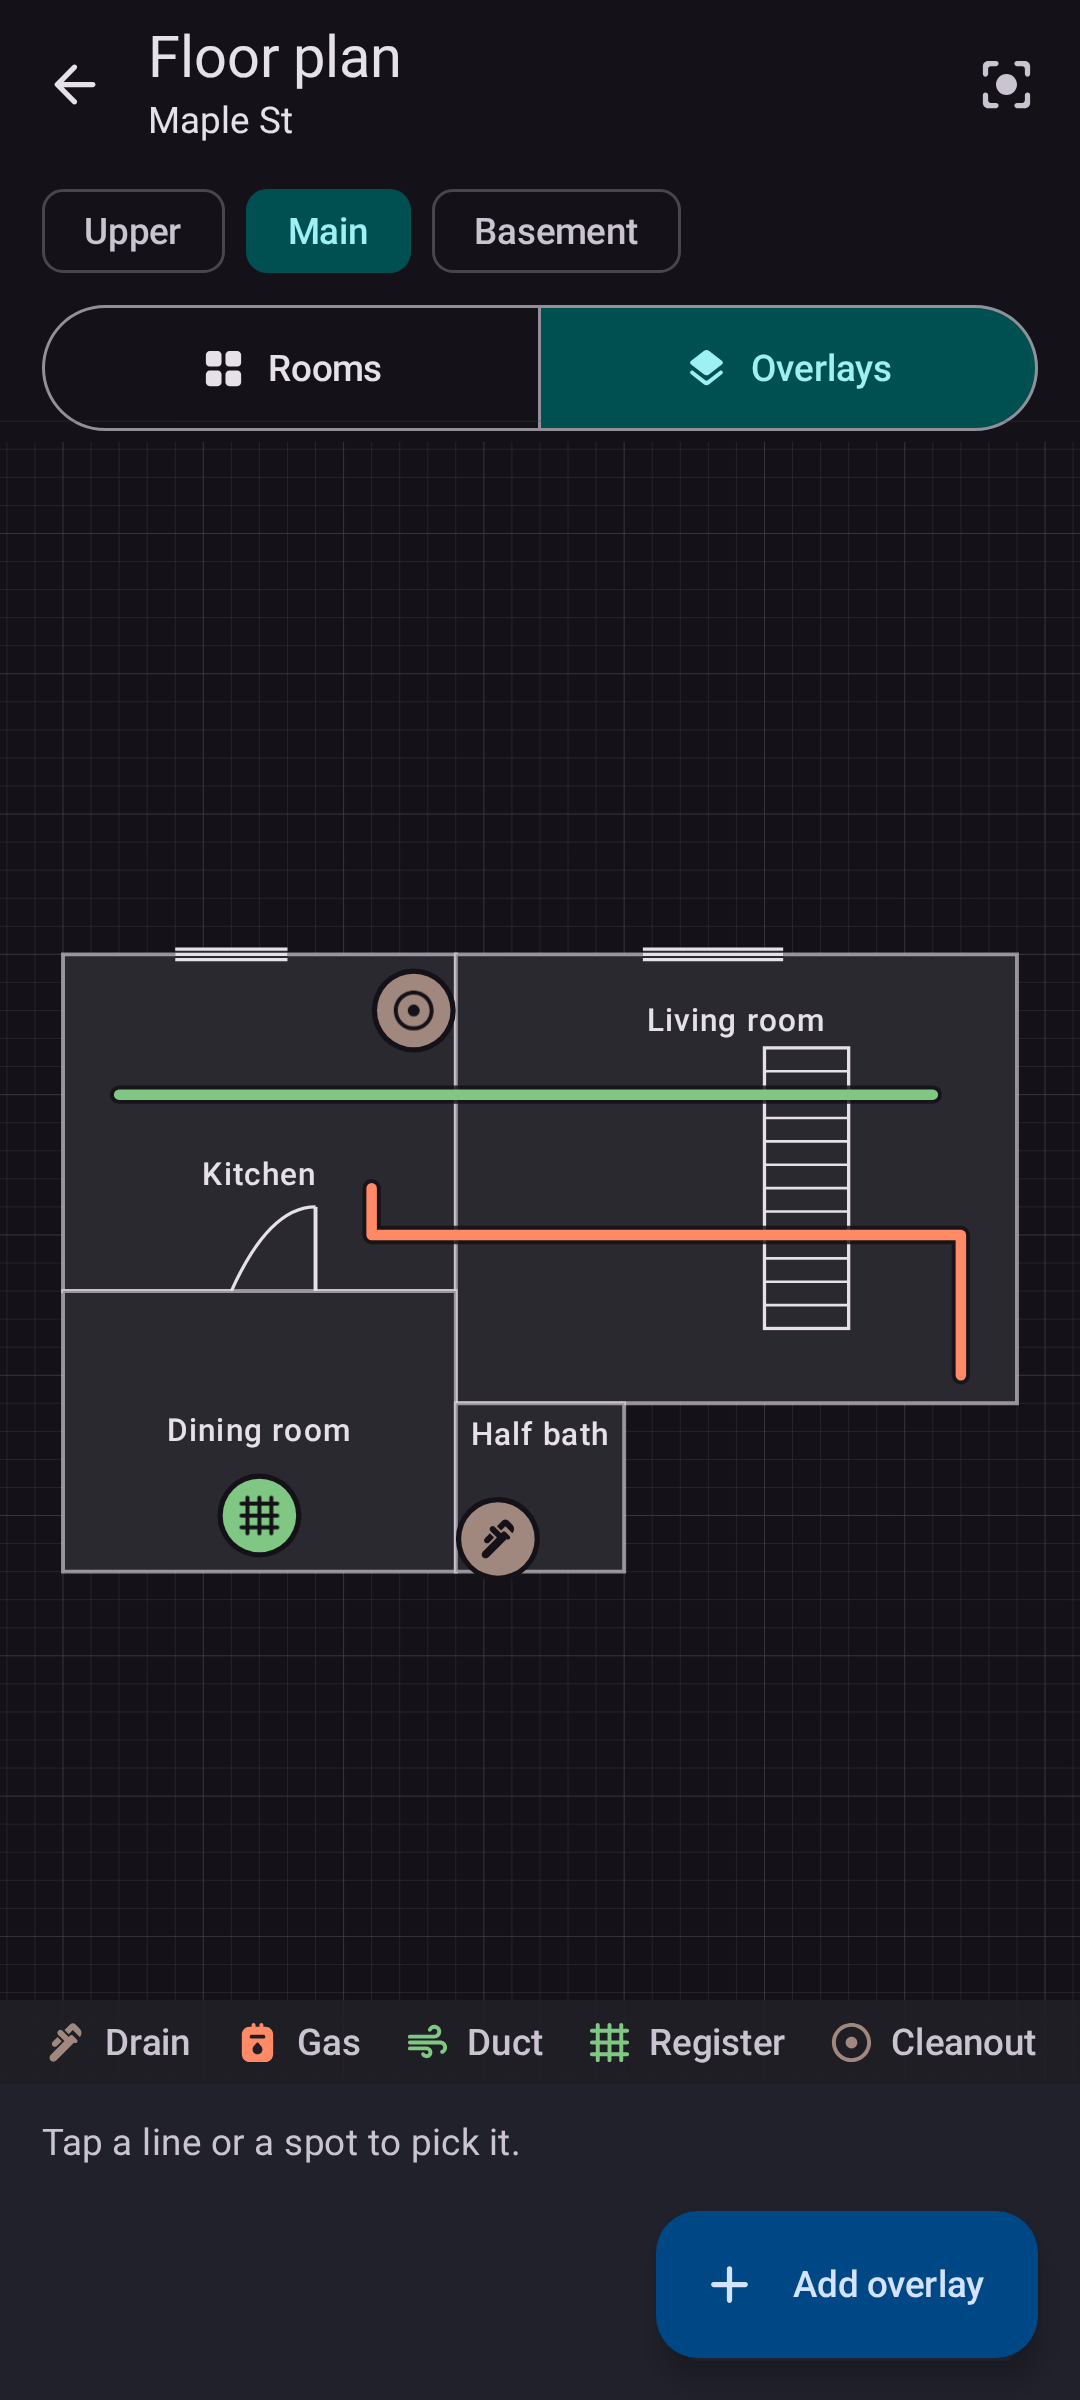 Floor plan
Maple St
Upper
Main
Basement
Rooms
Overlays
Living room
Kitchen
Dining room
Half bath
Drain
Gas
Duct
Register
Cleanout
Tap a line or a spot to pick it.
Add overlay